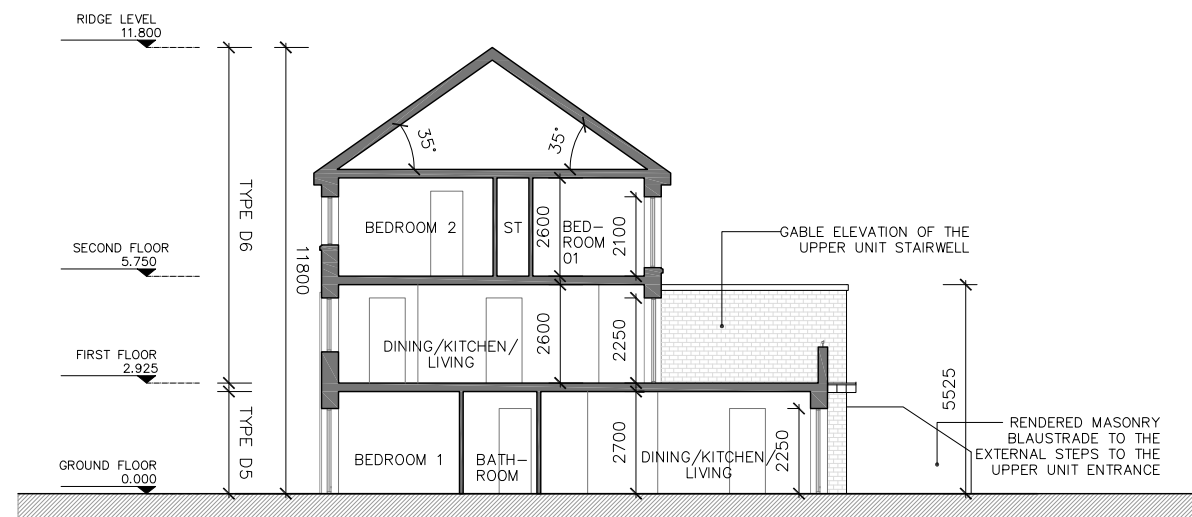 RIDGE LEVEL
11.800
35°
35°
TYPE D6
11800
BEDROOM 2
ST
2600
BED-
ROOM
01
2100
GABLE ELEVATION OF THE
UPPER UNIT STAIRWELL
SECOND FLOOR
5.750
DINING/KITCHEN/
LIVING
2600
2250
FIRST FLOOR
2.925
5525
TYPE D5
BEDROOM 1
BATH-
ROOM
2700
DINING/KITCHEN/
LIVING
2250
RENDERED MASONRY
BLAUSTRADE TO THE
EXTERNAL STEPS TO THE
UPPER UNIT ENTRANCE
GROUND FLOOR
0.000